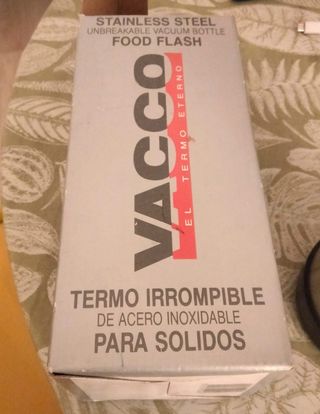 STAINLESS STEEL
UNBREAKABLE VACUUM BOTTLE
FOOD FLASH
VACCO
EL TERMO ETERNO
TERMO IRROMPIBLE
DE ACERO INOXIDABLE
PARA SOLIDOS